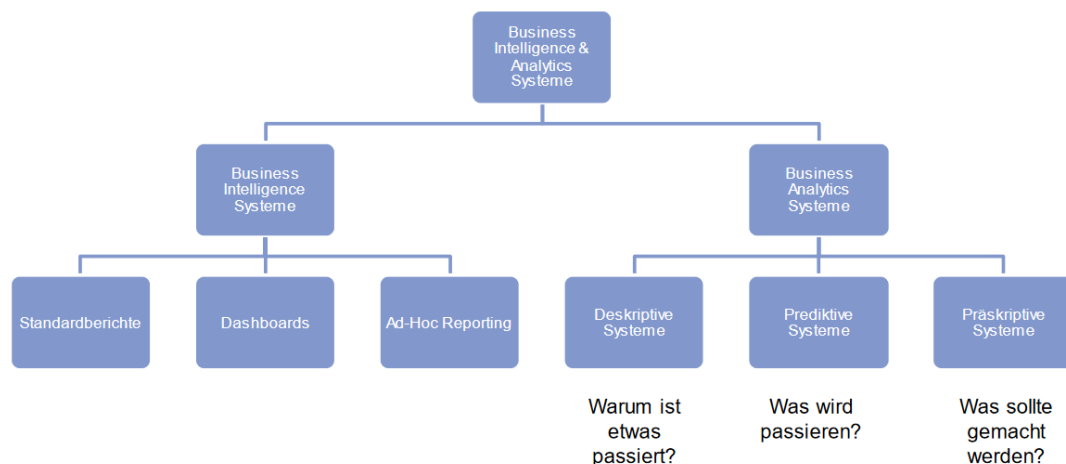 Business
Intelligence &
Analytics
Systeme
Business
Intelligence
Systeme
Business
Analytics
Systeme
Standardberichte
Dashboards
Ad-Hoc Reporting
Deskriptive
Systeme
Prediktive
Systeme
Präskriptive
Systeme
Warum ist
etwas
passiert?
Was wird
passieren?
Was sollte
gemacht
werden?